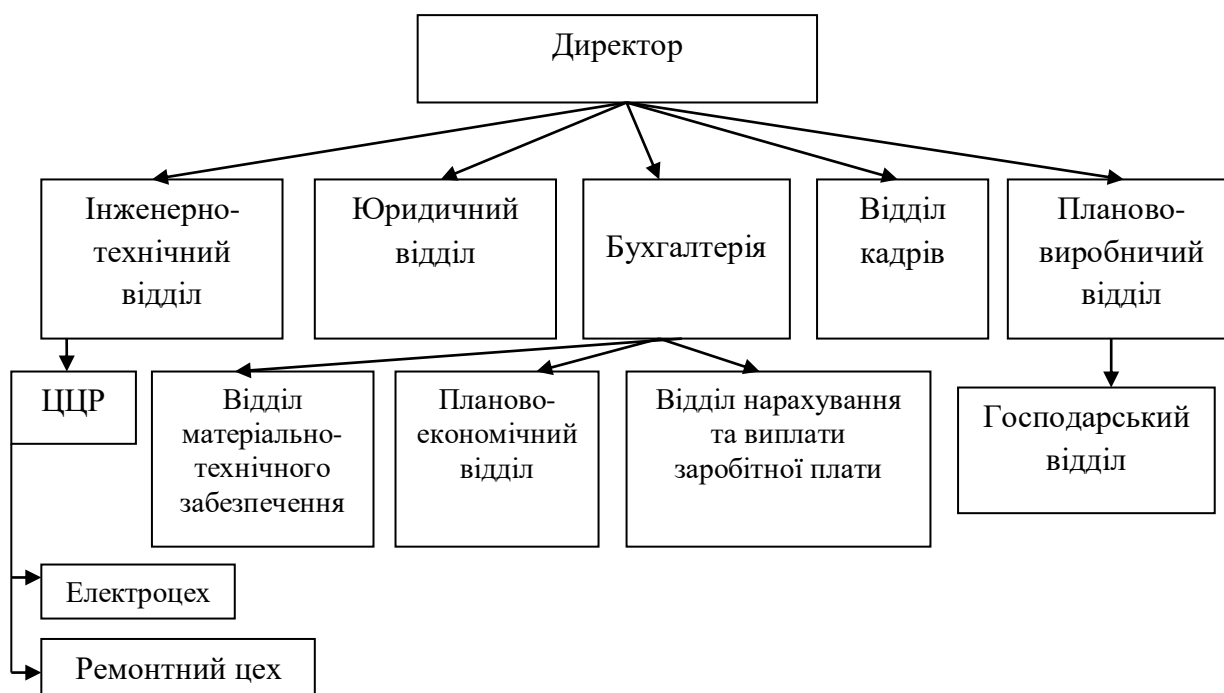 Директор
Інженерно-
технічний
відділ
Юридичний
відділ
Бухгалтерія
Відділ
кадрів
Планово-
виробничий
відділ
ЦЦР
Відділ
матеріально-
технічного
забезпечення
Планово-
економічний
відділ
Відділ нарахування
та виплати
заробітної плати
Господарський
відділ
Електроцех
Ремонтний цех